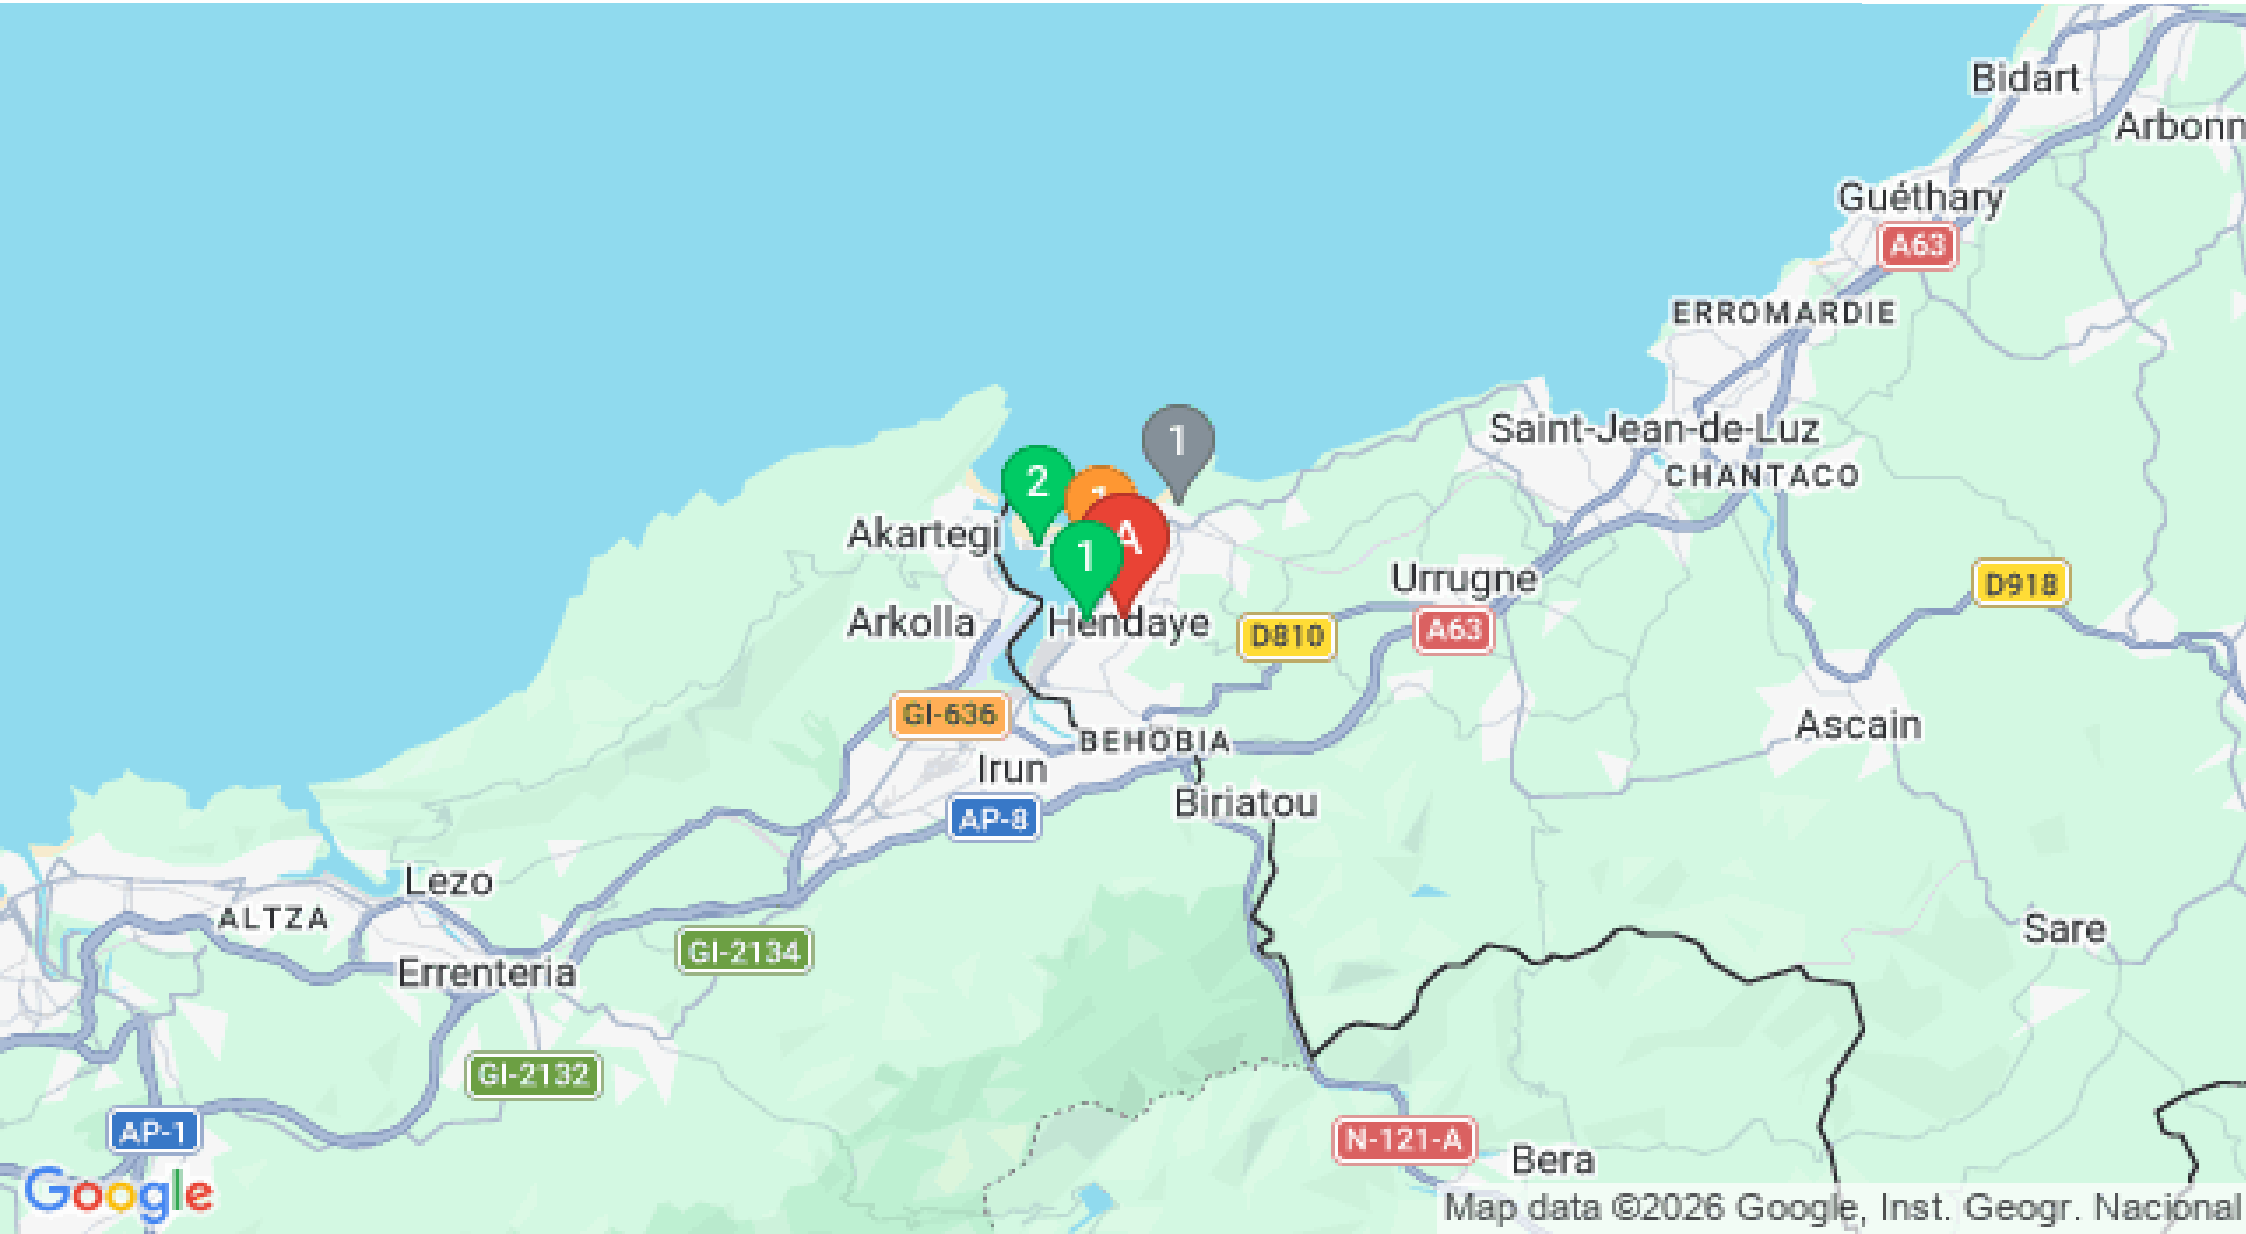 Bidart
Arbonn
Guéthary
A63
ERROMARDIE
1
Saint-Jean-de-Luz
CHANTACO
2
1
Akartegi
A
1
Urrugne
D918
Arkolla
Hendaye
D810
A63
GI-636
Ascain
BEHOBIA
Irun
Biriatou
AP-8
Lezo
ALTZA
Sare
GI-2134
Errenteria
GI-2132
AP-1
N-121-A
Bera
Google
Map data ©2026 Google, Inst. Geogr. Nacional